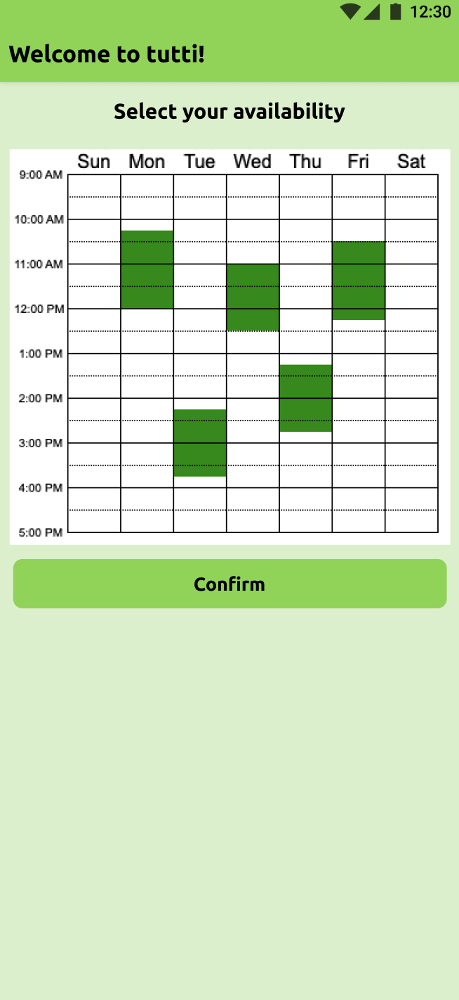 12:30
Welcome to tutti!
Select your availability
Sun Mon Tue Wed Thu Fri Sat
9:00 AM
10:00 AM
11:00 AM
12:00 PM
1:00 PM
2:00 PM
3:00 PM
4:00 PM
5:00 PM
Confirm